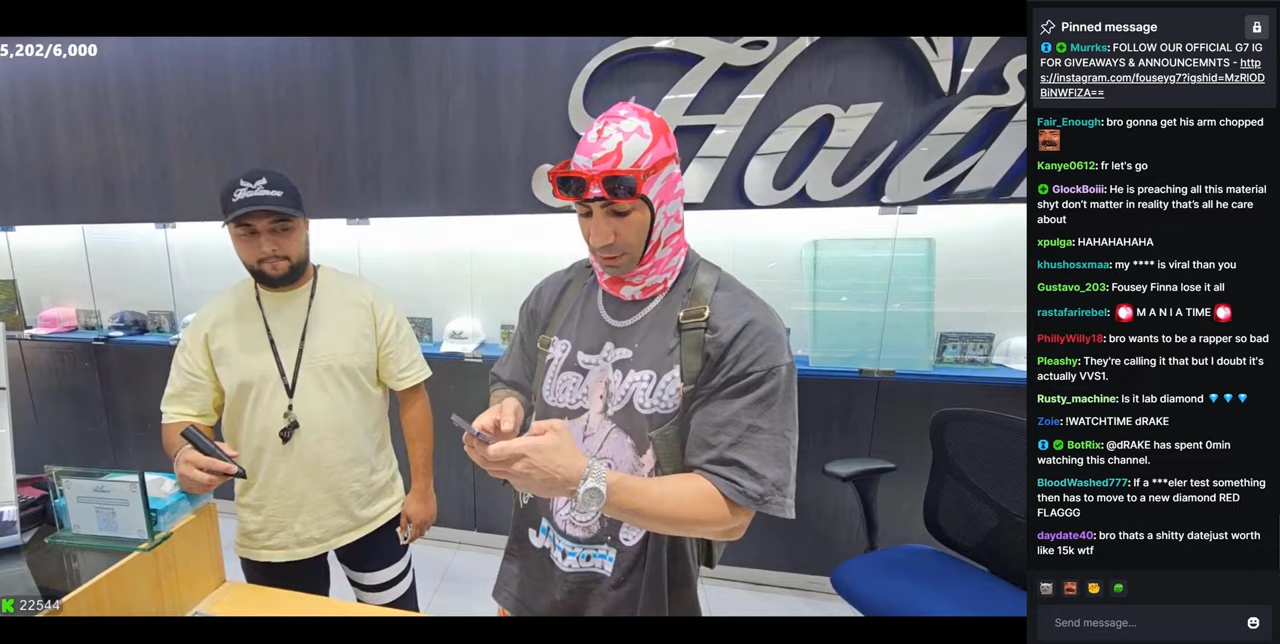 5,202/6,000
Haim
Haimov
JAXXON
22544
Pinned message
Murrks: FOLLOW OUR OFFICIAL G7 IG
FOR GIVEAWAYS & ANNOUNCEMNTS - http
s://instagram.com/fouseyg7?igshid=MzRlOD
BiNWFlZA==
Fair_Enough: bro gonna get his arm chopped
Kanye0612: fr let's go
GlockBoiii: He is preaching all this material
shyt don't matter in reality that's all he care
about
xpulga: HAHAHAHAHA
khushosxmaa: my **** is viral than you
Gustavo_203: Fousey Finna lose it all
rastafarirebel: M A N I A TIME
PhillyWilly18: bro wants to be a rapper so bad
Pleashy: They're calling it that but I doubt it's
actually VVS1.
Rusty_machine: Is it lab diamond
Zoie: !WATCHTIME dRAKE
BotRix: @dRAKE has spent 0min
watching this channel.
BloodWashed777: If a ***eler test something
then has to move to a new diamond RED
FLAGGG
daydate40: bro thats a shitty datejust worth
like 15k wtf
Send message...